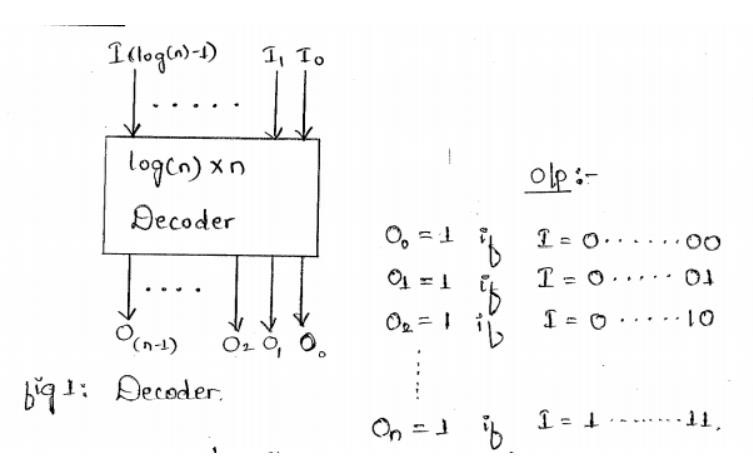 I(log(n)-1) I₁ I₀
.....
log(n) × n
Decoder
....
O₍ₙ₋₁₎ O₂ O₁ O₀
fig 1: Decoder.
O/p :-
O₀ = 1 if I = 0.......00
O₁ = 1 if I = 0...... 01
O₂ = 1 if I = 0 ......10
Oₙ = 1 if I = 1 ........11.